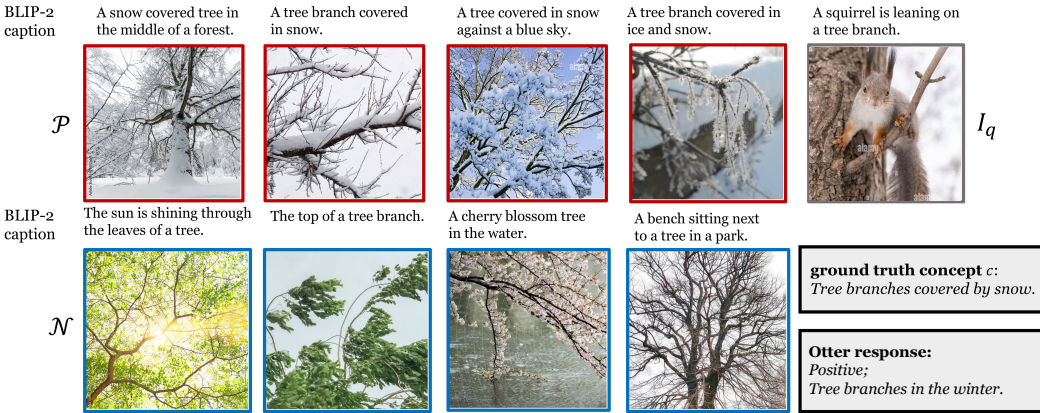 BLIP-2
caption
A snow covered tree in
the middle of a forest.
A tree branch covered
in snow.
A tree covered in snow
against a blue sky.
A tree branch covered in
ice and snow.
A squirrel is leaning on
a tree branch.
𝒫
alamy
alamy
I_q
BLIP-2
caption
The sun is shining through
the leaves of a tree.
The top of a tree branch.
A cherry blossom tree
in the water.
A bench sitting next
to a tree in a park.
𝒩
ground truth concept c:
Tree branches covered by snow.
Otter response:
Positive;
Tree branches in the winter.